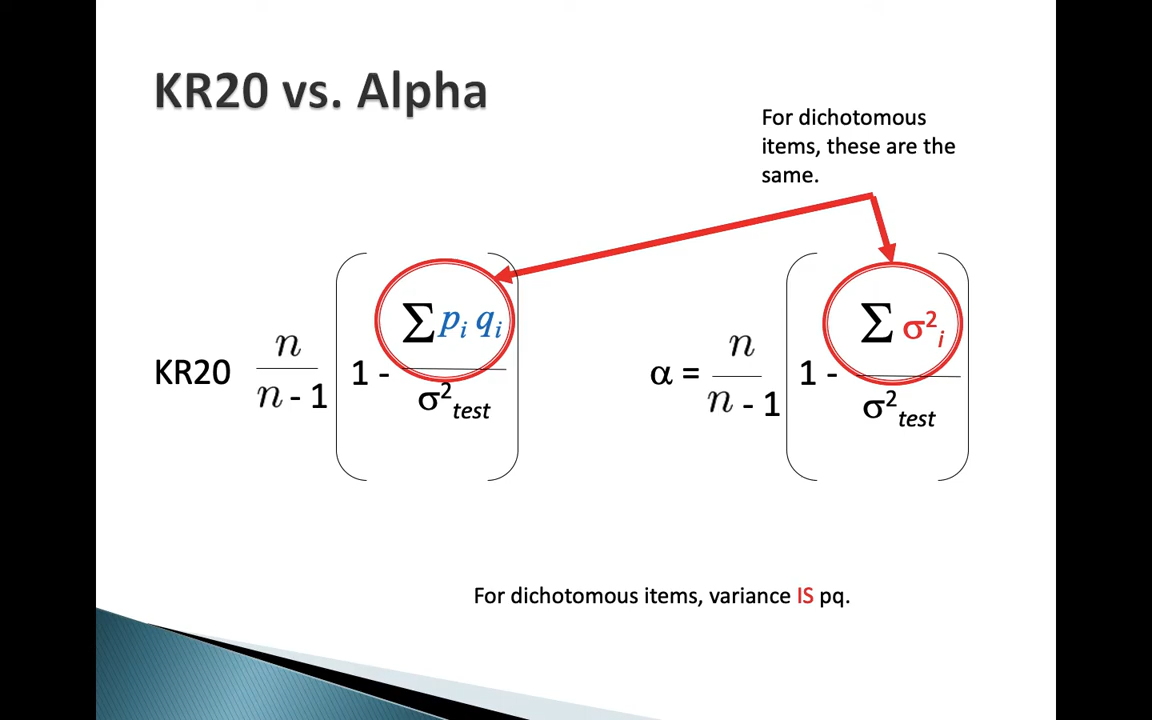 KR20 vs. Alpha
For dichotomous
items, these are the
same.
KR20 n / n - 1 ( 1 - ∑ pᵢ qᵢ / σ²test )
α = n / n - 1 ( 1 - ∑ σ²ᵢ / σ²test )
For dichotomous items, variance IS pq.